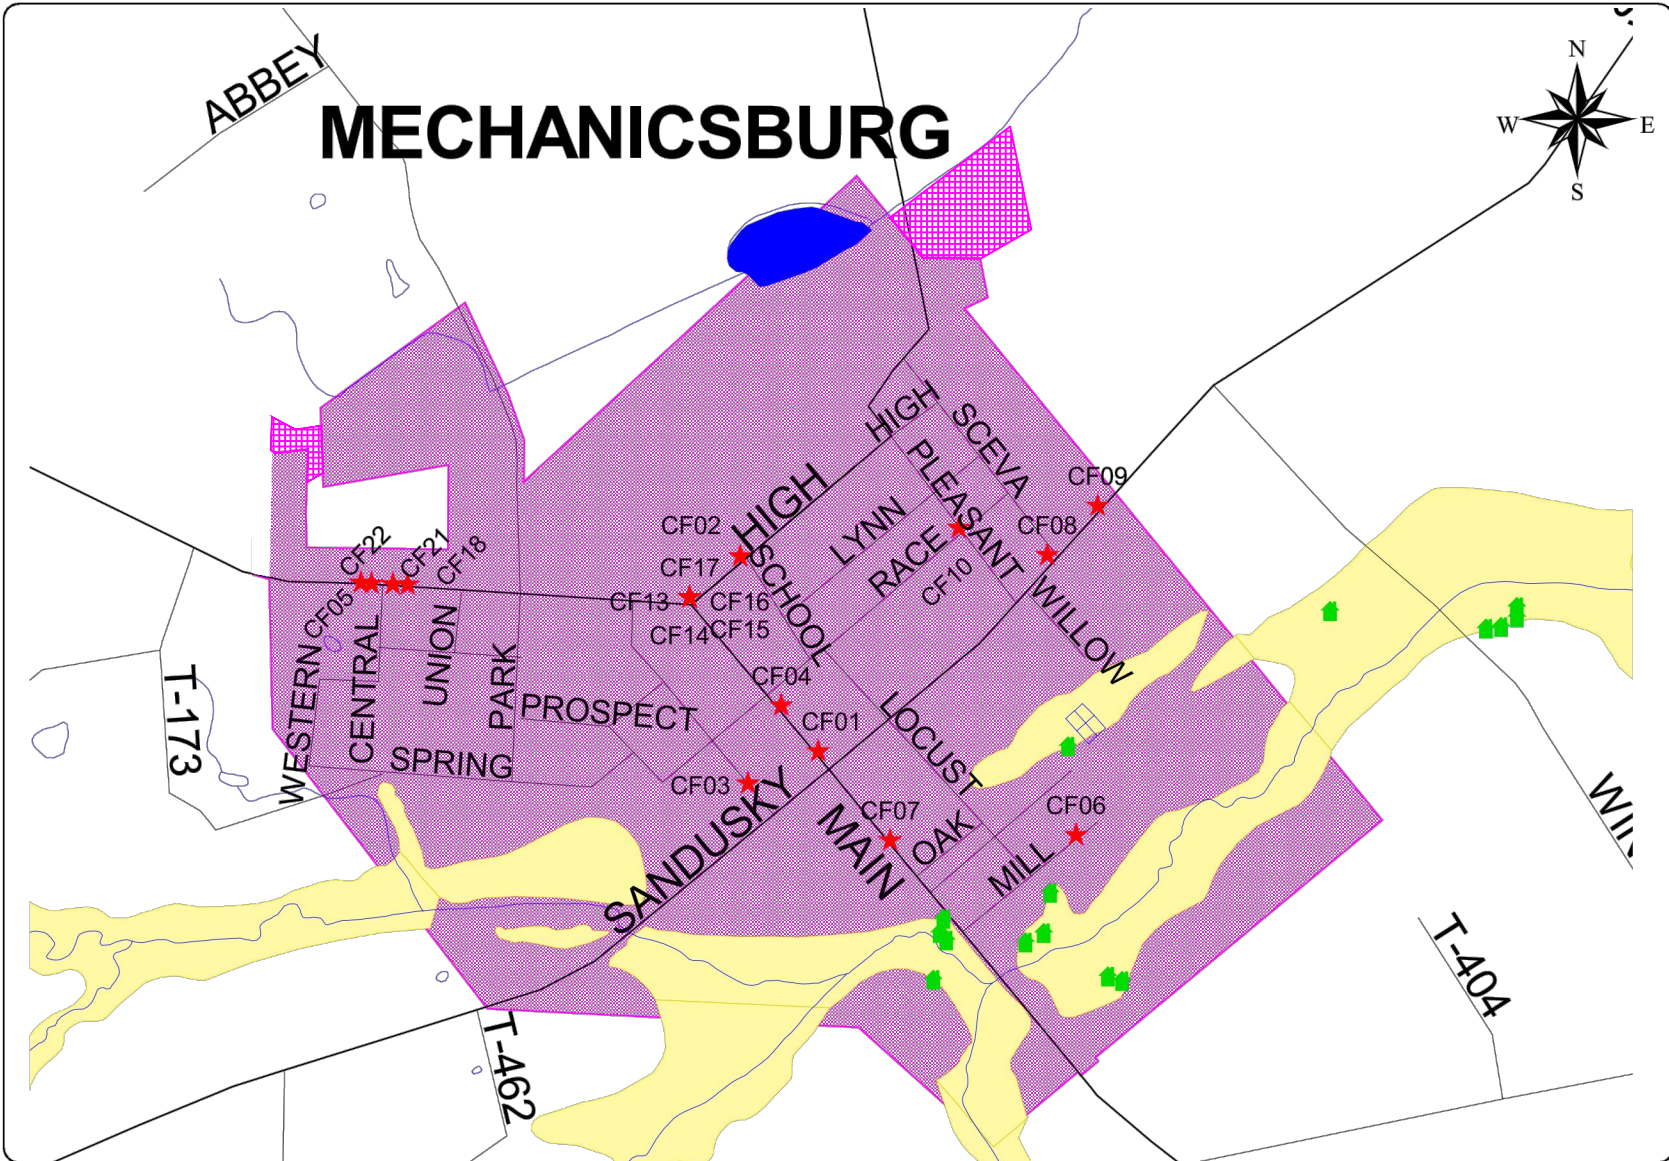 ABBEY
MECHANICSBURG
N
W
E
S
HIGH
SCEVA
PLEASANT
CF09
HIGH
CF02
LYNN
CF08
RACE
CF10
CF22
CF21
CF18
CF17
SCHOOL
CF13
CF16
CF05
CF14
CF15
WILLOW
CENTRAL
UNION
WESTERN
PARK
T-173
CF04
PROSPECT
CF01
LOCUST
SPRING
CF03
SANDUSKY
CF07
CF06
MAIN
OAK
MILL
T-404
T-462